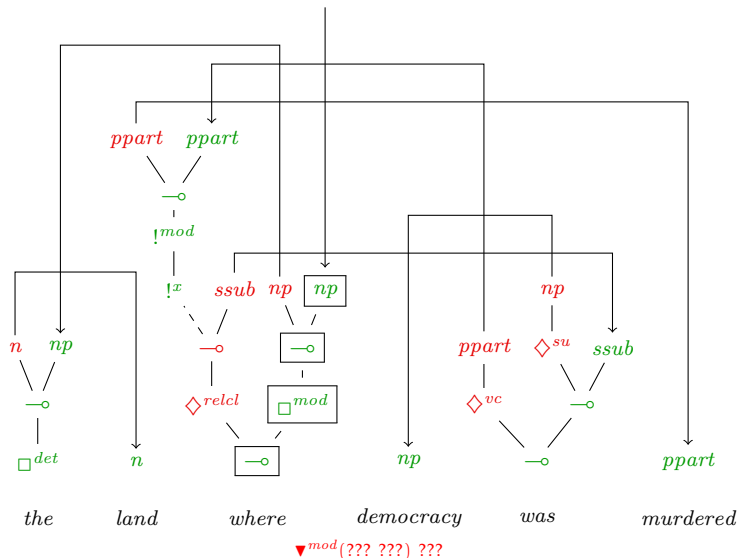 ppart ppart
⊸
!mod
!x ssub np np np
n np ⊸ ⊸ ppart ◇su ssub
⊸ ◇relcl □mod ◇vc ⊸
□det n ⊸ np ⊸ ppart
the land where democracy was murdered
▼mod(??? ???) ???